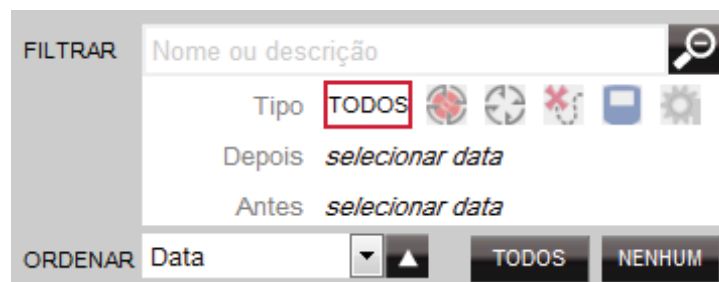 FILTRAR Nome ou descrição
Tipo TODOS
Depois selecionar data
Antes selecionar data
ORDENAR Data TODOS NENHUM